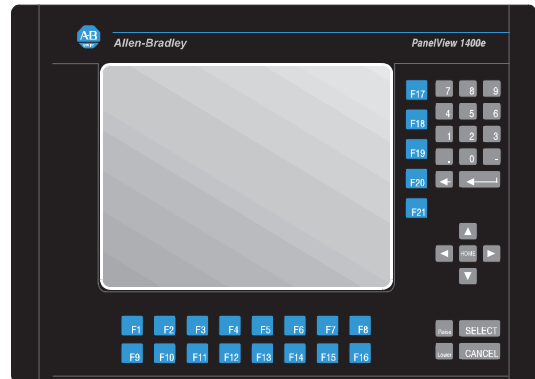 AB
Allen-Bradley
PanelView 1400e
F17 7 8 9
F18 4 5 6
F19 1 2 3
. 0 -
F20
F21
HOME
F1 F2 F3 F4 F5 F6 F7 F8
F9 F10 F11 F12 F13 F14 F15 F16
Raise SELECT
Lower CANCEL